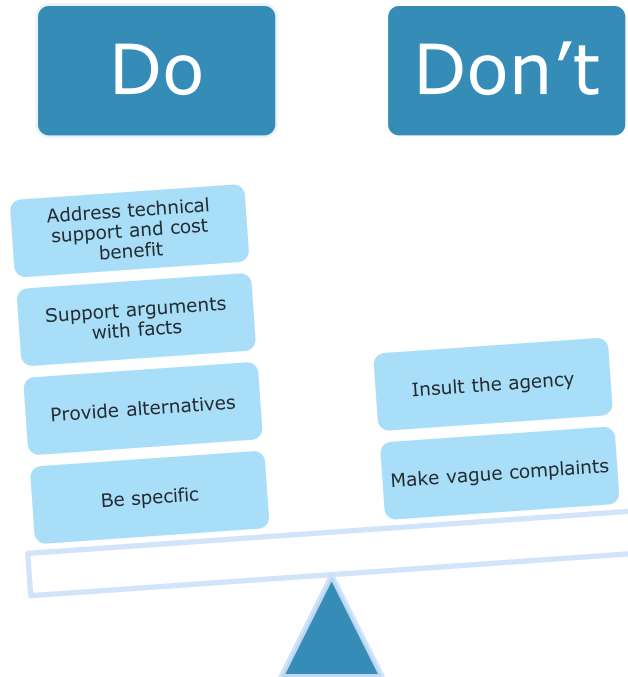 Do
Don’t
Address technical
support and cost
benefit
Support arguments
with facts
Provide alternatives
Be specific
Insult the agency
Make vague complaints